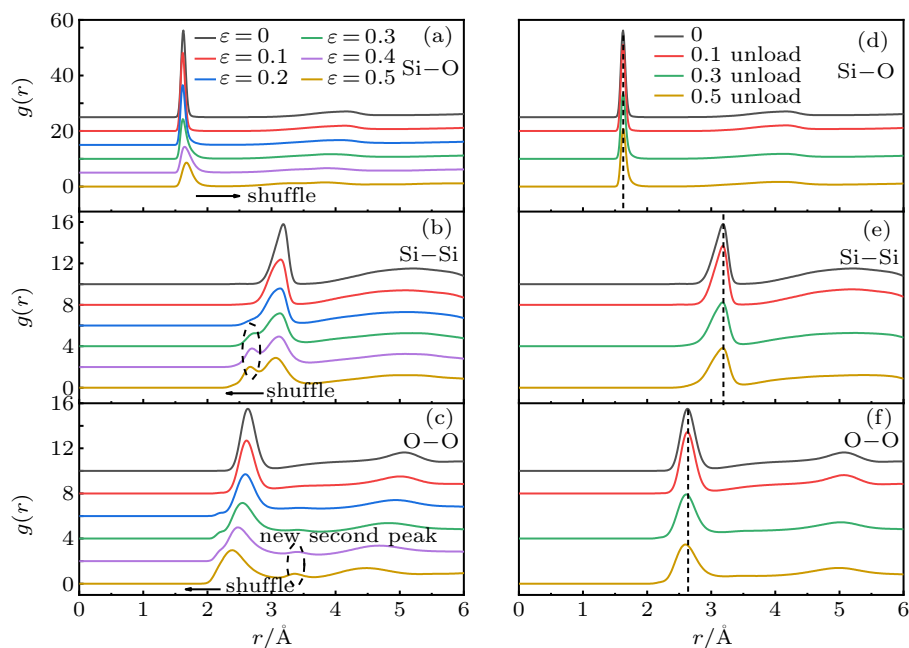 60
40
20
0
g(r)
ε = 0
ε = 0.3
ε = 0.1
ε = 0.4
ε = 0.2
ε = 0.5
(a)
Si−O
shuffle
16
12
8
4
0
g(r)
(b)
Si−Si
shuffle
16
12
8
4
0
g(r)
(c)
O−O
new second peak
shuffle
0 1 2 3 4 5 6
r/Å
0
0.1 unload
0.3 unload
0.5 unload
(d)
Si−O
(e)
Si−Si
(f)
O−O
0 1 2 3 4 5 6
r/Å